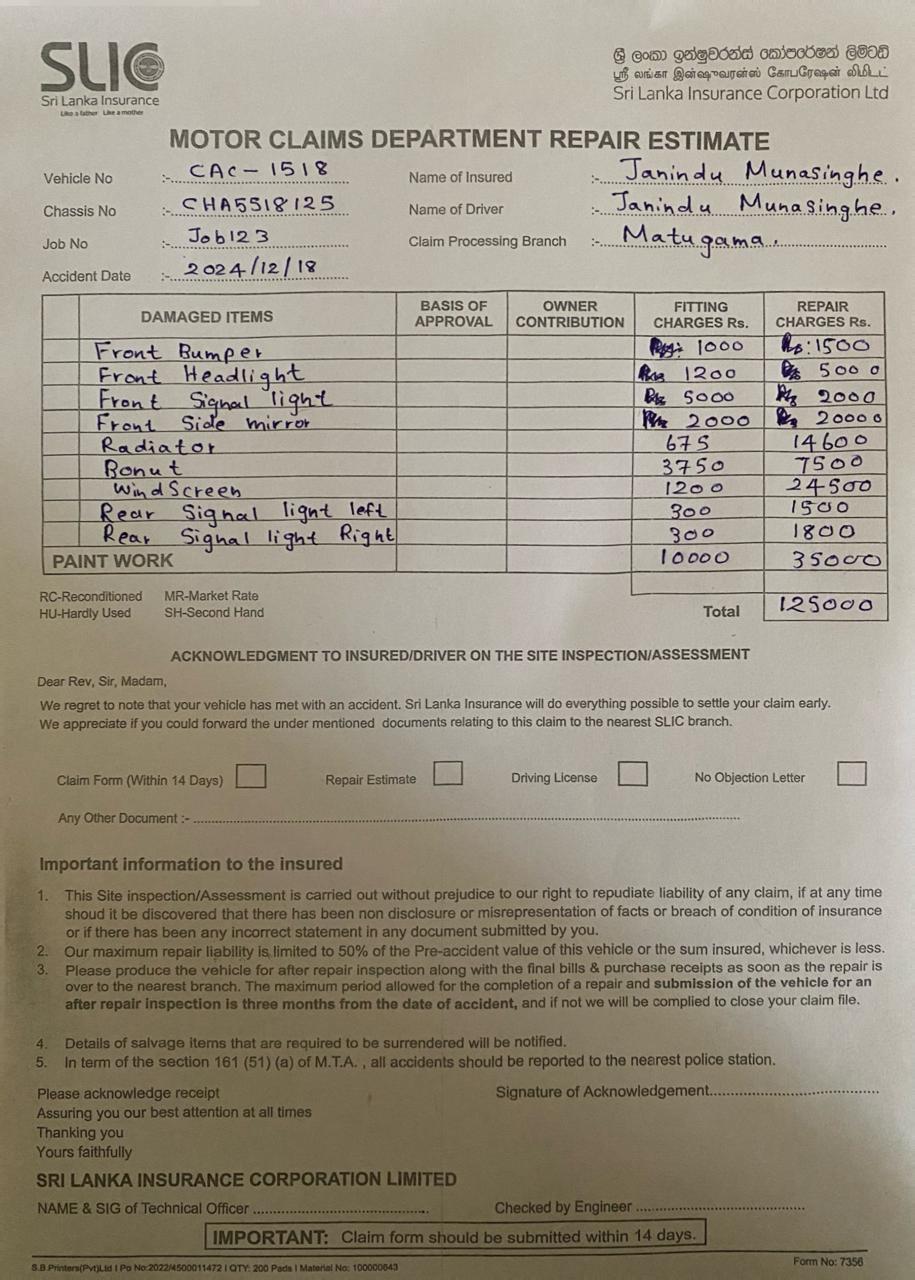 SLIC
Sri Lanka Insurance
Like a father Like a mother
ශ්‍රී ලංකා ඉන්ෂුවරන්ස් කෝපරේෂන් ලිමිටඩ්
ஸ்ரீ லங்கா இன்ஷுவரன்ஸ் கோபரேஷன் லிமிடட்
Sri Lanka Insurance Corporation Ltd
MOTOR CLAIMS DEPARTMENT REPAIR ESTIMATE
Vehicle No :- CAC-1518 Name of Insured :- Janindu Munasinghe.
Chassis No :- CHA5518125 Name of Driver :- Janindu Munasinghe.
Job No :- Job123 Claim Processing Branch :- Matugama.
Accident Date :- 2024/12/18
DAMAGED ITEMS BASIS OF APPROVAL OWNER CONTRIBUTION FITTING CHARGES Rs. REPAIR CHARGES Rs.
Front Bumper 1000 Rs:1500
Front Headlight 1200 5000
Front Signal light 5000 2000
Front Side mirror 2000 20000
Radiator 675 14600
Bonut 3750 7500
WindScreen 1200 24500
Rear Signal light left 300 1500
Rear Signal light Right 300 1800
PAINT WORK 10000 35000
RC-Reconditioned MR-Market Rate
HU-Hardly Used SH-Second Hand
Total 125000
ACKNOWLEDGMENT TO INSURED/DRIVER ON THE SITE INSPECTION/ASSESSMENT
Dear Rev, Sir, Madam,
We regret to note that your vehicle has met with an accident. Sri Lanka Insurance will do everything possible to settle your claim early.
We appreciate if you could forward the under mentioned documents relating to this claim to the nearest SLIC branch.
Claim Form (Within 14 Days) Repair Estimate Driving License No Objection Letter
Any Other Document :-
Important information to the insured
1. This Site inspection/Assessment is carried out without prejudice to our right to repudiate liability of any claim, if at any time
shoud it be discovered that there has been non disclosure or misrepresentation of facts or breach of condition of insurance
or if there has been any incorrect statement in any document submitted by you.
2. Our maximum repair liability is limited to 50% of the Pre-accident value of this vehicle or the sum insured, whichever is less.
3. Please produce the vehicle for after repair inspection along with the final bills & purchase receipts as soon as the repair is
over to the nearest branch. The maximum period allowed for the completion of a repair and submission of the vehicle for an
after repair inspection is three months from the date of accident, and if not we will be complied to close your claim file.
4. Details of salvage items that are required to be surrendered will be notified.
5. In term of the section 161 (51) (a) of M.T.A. , all accidents should be reported to the nearest police station.
Please acknowledge receipt Signature of Acknowledgement
Assuring you our best attention at all times
Thanking you
Yours faithfully
SRI LANKA INSURANCE CORPORATION LIMITED
NAME & SIG of Technical Officer Checked by Engineer
IMPORTANT: Claim form should be submitted within 14 days.
S.B.Printers(Pvt)Ltd I Po No:2022/4500011472 I QTY: 200 Pads I Material No: 100000643
Form No: 7356